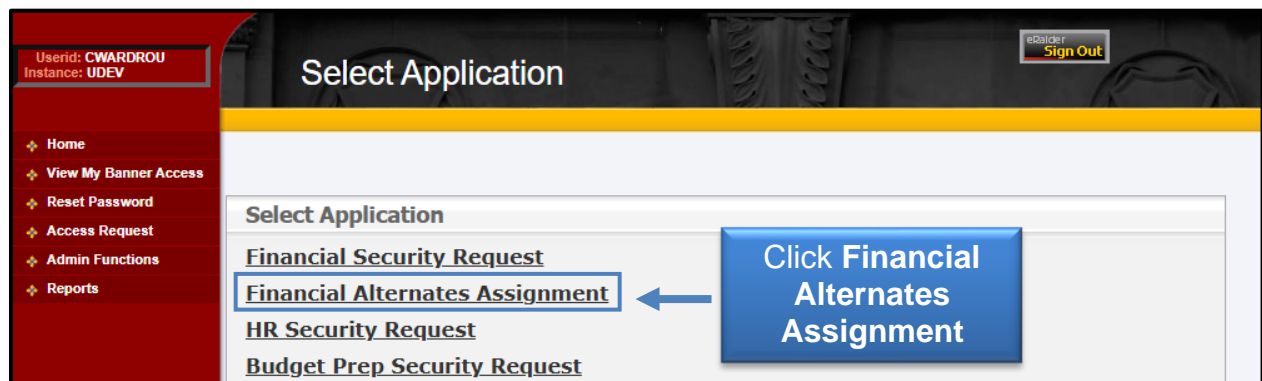 Userid: CWARDROU
Instance: UDEV
Select Application
eRaider
Sign Out
Home
View My Banner Access
Reset Password
Access Request
Admin Functions
Reports
Select Application
Financial Security Request
Financial Alternates Assignment
HR Security Request
Budget Prep Security Request
Click Financial
Alternates
Assignment